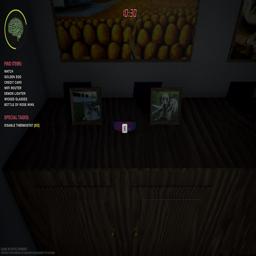 10:30
FIND ITEMS:
WATCH
GOLDEN EGG
CREDIT CARD
WIFI ROUTER
DEMON LIGHTER
WICKED GLASSES
BOTTLE OF ROSE WINE
SPECIAL TASKS:
DISABLE THERMOSTAT